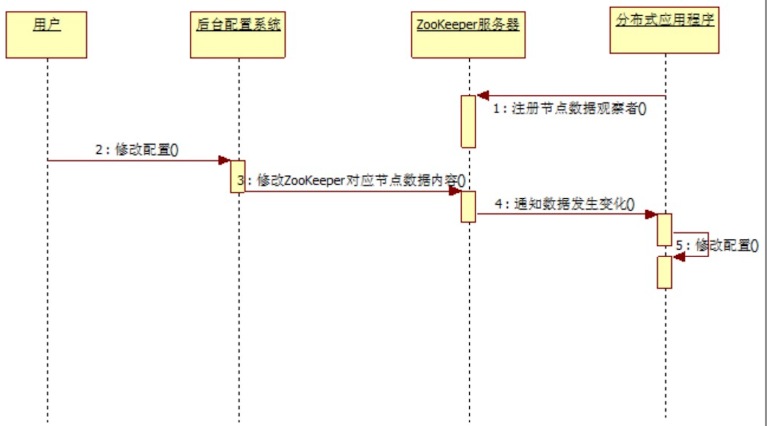 用户
后台配置系统
ZooKeeper服务器
分布式应用程序
1：注册节点数据观察者()
2：修改配置()
3：修改ZooKeeper对应节点数据内容()
4：通知数据发生变化()
5：修改配置()